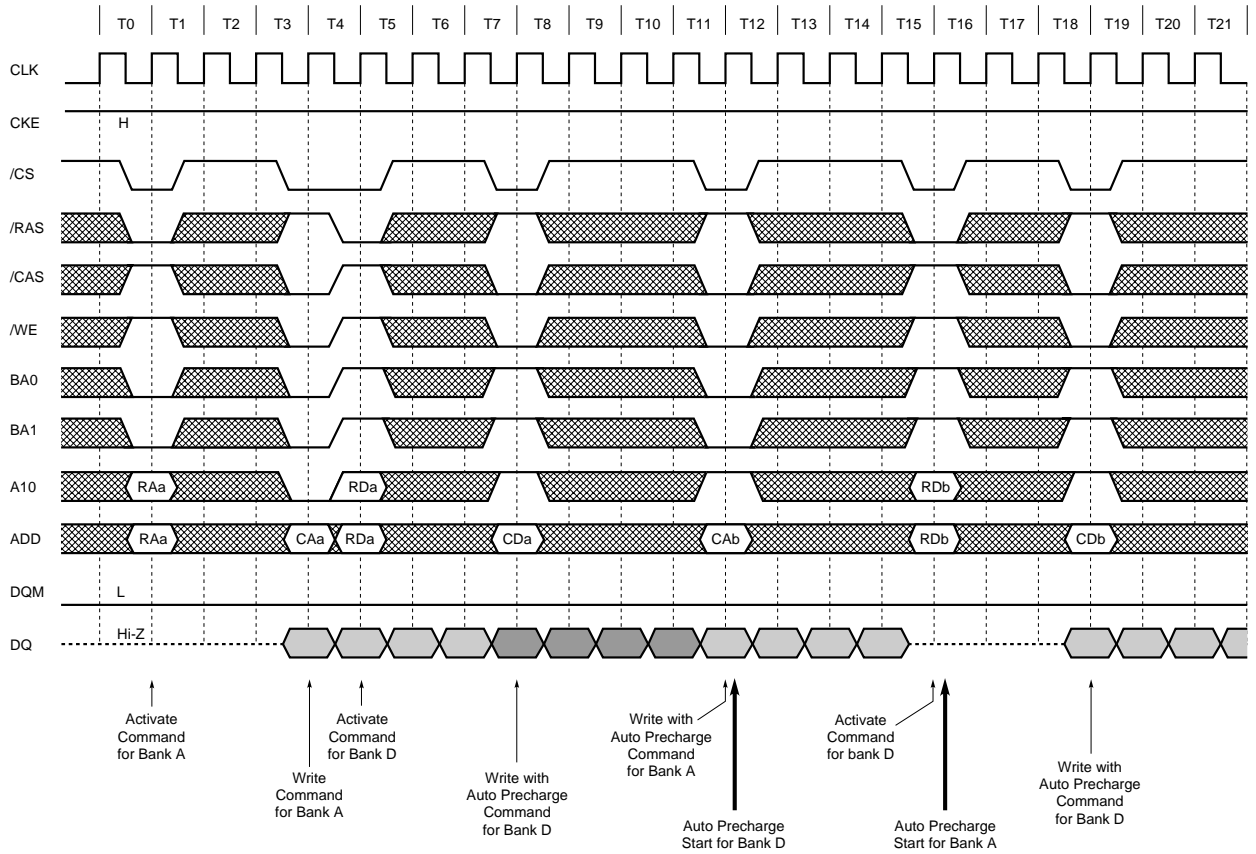 T0 T1 T2 T3 T4 T5 T6 T7 T8 T9 T10 T11 T12 T13 T14 T15 T16 T17 T18 T19 T20 T21
CLK
CKE H
/CS
/RAS
/CAS
/WE
BA0
BA1
A10 RAa RDa RDb
ADD RAa CAa RDa CDa CAb RDb CDb
DQM L
DQ Hi-Z
Activate
Command
for Bank A
Write
Command
for Bank A
Activate
Command
for Bank D
Write with
Auto Precharge
Command
for Bank D
Write with
Auto Precharge
Command
for Bank A
Auto Precharge
Start for Bank D
Activate
Command
for bank D
Auto Precharge
Start for Bank A
Write with
Auto Precharge
Command
for Bank D